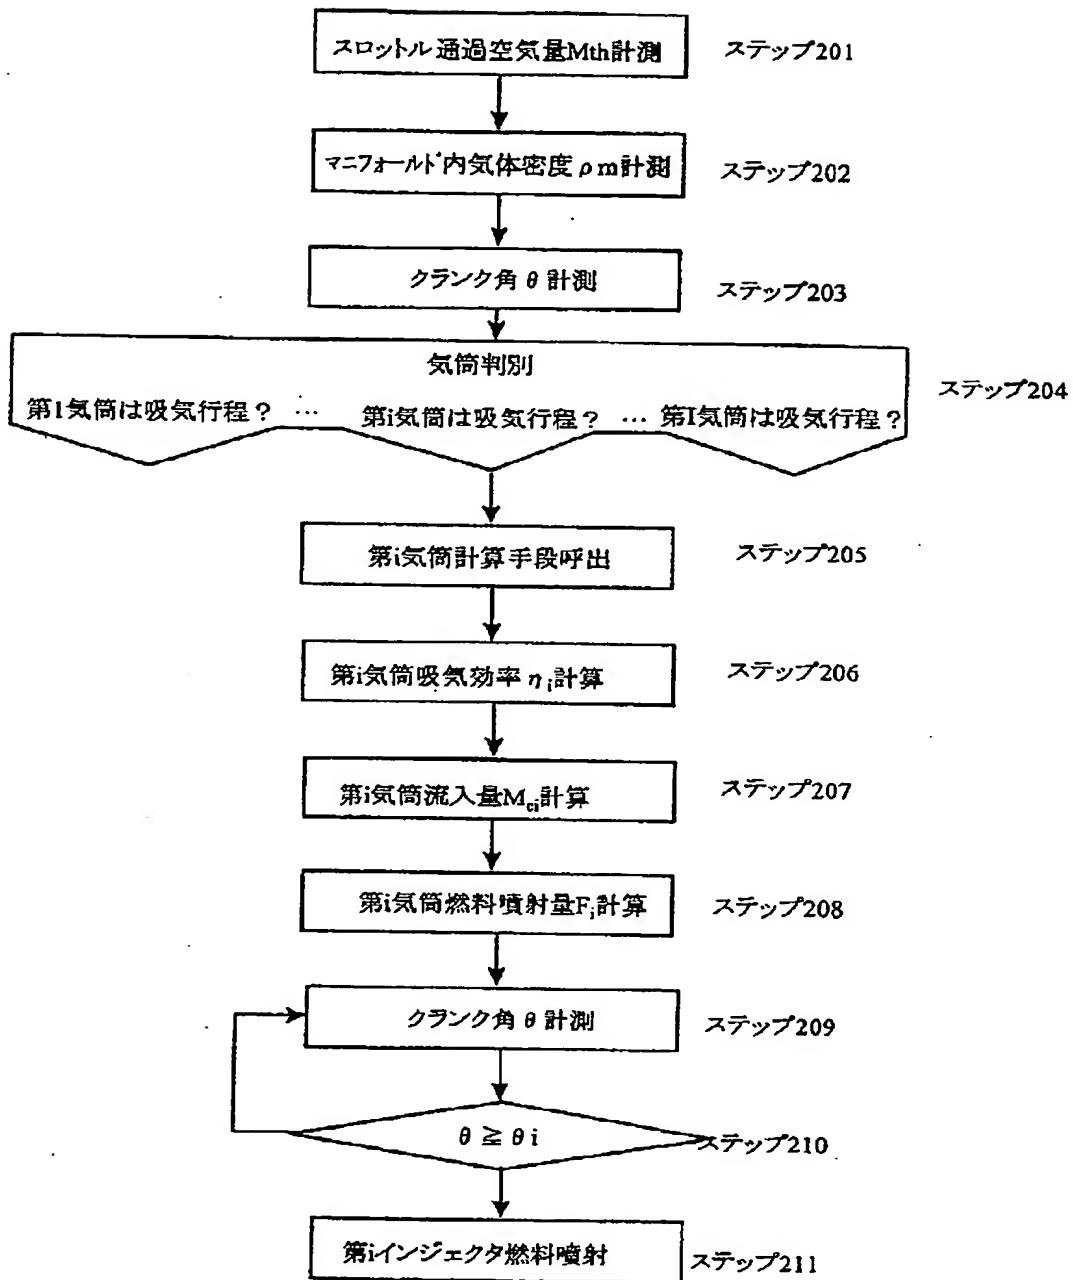 スロットル通過空気量Mth計測 ステップ201
マニフォールド内気体密度ρm計測 ステップ202
クランク角θ計測 ステップ203
気筒判別 ステップ204
第1気筒は吸気行程？ … 第i気筒は吸気行程？ … 第I気筒は吸気行程？
第i気筒計算手段呼出 ステップ205
第i気筒吸気効率ηi計算 ステップ206
第i気筒流入量Mci計算 ステップ207
第i気筒燃料噴射量Fi計算 ステップ208
クランク角θ計測 ステップ209
θ≧θi ステップ210
第iインジェクタ燃料噴射 ステップ211